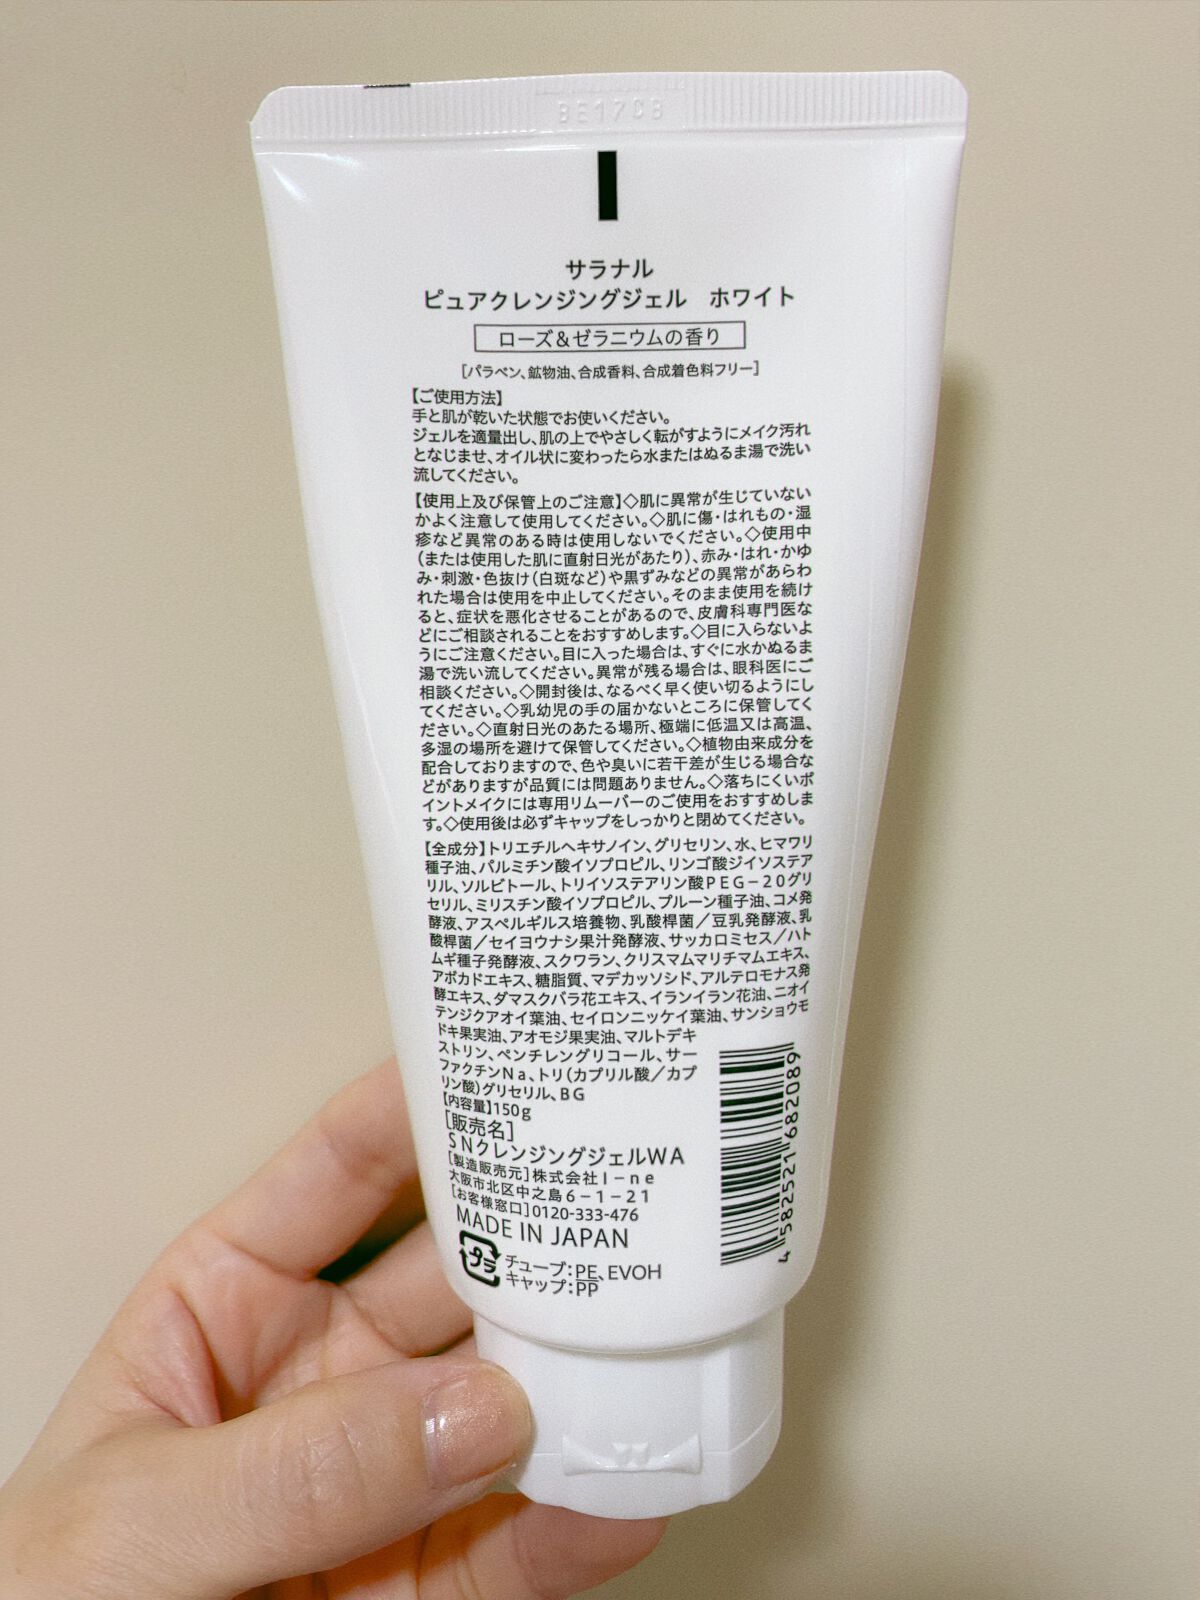 BE17CB
サラナル
ピュアクレンジングジェル　ホワイト
ローズ&ゼラニウムの香り
[パラベン、鉱物油、合成香料、合成着色料フリー]
【ご使用方法】
手と肌が乾いた状態でお使いください。
ジェルを適量出し、肌の上でやさしく転がすようにメイク汚れ
となじませ、オイル状に変わったら水またはぬるま湯で洗い
流してください。
【使用上及び保管上のご注意】◇肌に異常が生じていない
かよく注意して使用してください。◇肌に傷・はれもの・湿
疹など異常のある時は使用しないでください。◇使用中
(または使用した肌に直射日光があたり)、赤み・はれ・かゆ
み・刺激・色抜け(白斑など)や黒ずみなどの異常があらわ
れた場合は使用を中止してください。そのまま使用を続け
ると、症状を悪化させることがあるので、皮膚科専門医な
どにご相談されることをおすすめします。◇目に入らないよ
うにご注意ください。目に入った場合は、すぐに水かぬるま
湯で洗い流してください。異常が残る場合は、眼科医にご
相談ください。◇開封後は、なるべく早く使い切るようにし
てください。◇乳幼児の手の届かないところに保管してく
ださい。◇直射日光のあたる場所、極端に低温又は高温、
多湿の場所を避けて保管してください。◇植物由来成分を
配合しておりますので、色や臭いに若干差が生じる場合な
どがありますが品質には問題ありません。◇落ちにくいポ
イントメイクには専用リムーバーのご使用をおすすめしま
す。◇使用後は必ずキャップをしっかりと閉めてください。
【全成分】トリエチルヘキサノイン、グリセリン、水、ヒマワリ
種子油、パルミチン酸イソプロピル、リンゴ酸ジイソステア
リル、ソルビトール、トリイソステアリン酸PEG－20グリ
セリル、ミリスチン酸イソプロピル、プルーン種子油、コメ発
酵液、アスペルギルス培養物、乳酸桿菌／豆乳発酵液、乳
酸桿菌／セイヨウナシ果汁発酵液、サッカロミセス／ハト
ムギ種子発酵液、スクワラン、クリスマムマリチマムエキス、
アボカドエキス、糖脂質、マデカッソシド、アルテロモナス発
酵エキス、ダマスクバラ花エキス、イランイラン花油、ニオイ
テンジクアオイ葉油、セイロンニッケイ葉油、サンショウモ
ドキ果実油、アオモジ果実油、マルトデキ
ストリン、ペンチレングリコール、サー
ファクチンNa、トリ(カプリル酸／カプ
リン酸)グリセリル、BG
【内容量】150g
[販売名]
SNクレンジングジェルWA
[製造販売元]株式会社I－ne
大阪市北区中之島6－1－21
[お客様窓口]0120-333-476
MADE IN JAPAN
プラ
チューブ:PE、EVOH
キャップ:PP
4 582521 682089